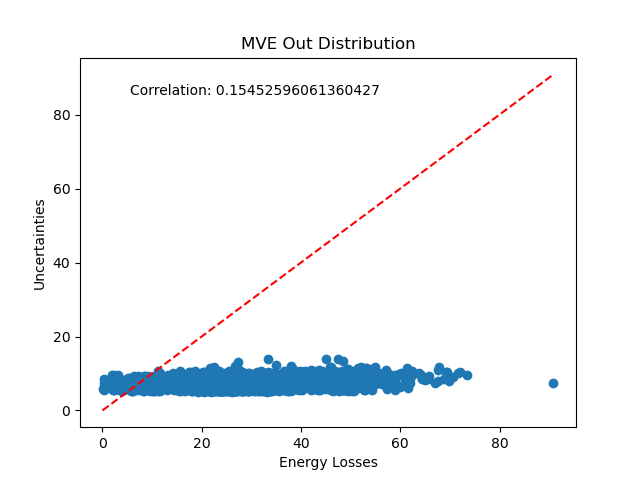 MVE Out Distribution
Correlation: 0.15452596061360427
Uncertainties
80
60
40
20
0
0 20 40 60 80
Energy Losses